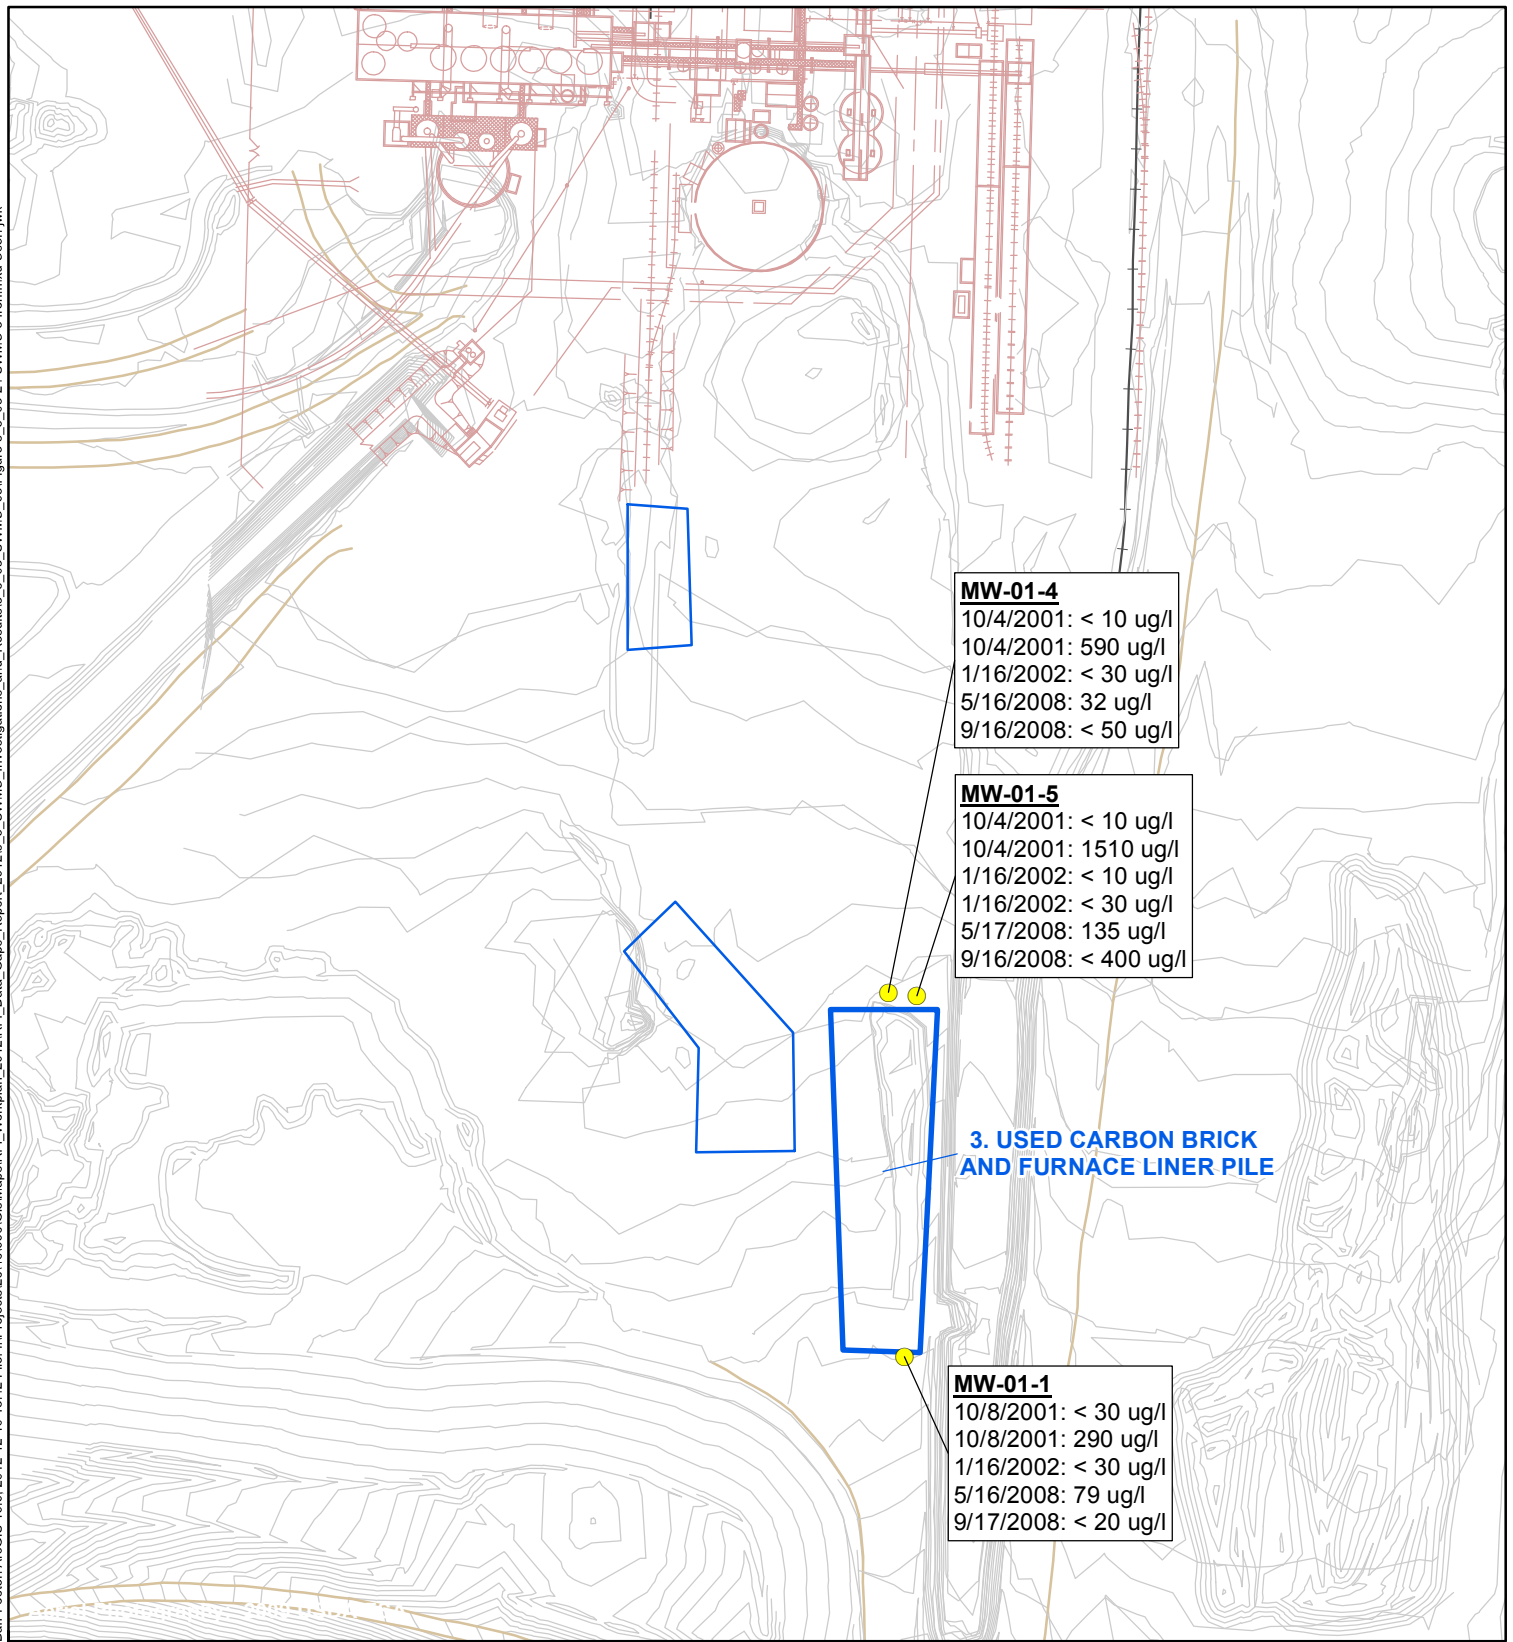 MW-01-4
10/4/2001: < 10 ug/l
10/4/2001: 590 ug/l
1/16/2002: < 30 ug/l
5/16/2008: 32 ug/l
9/16/2008: < 50 ug/l
MW-01-5
10/4/2001: < 10 ug/l
10/4/2001: 1510 ug/l
1/16/2002: < 10 ug/l
1/16/2002: < 30 ug/l
5/17/2008: 135 ug/l
9/16/2008: < 400 ug/l
3. USED CARBON BRICK
AND FURNACE LINER PILE
MW-01-1
10/8/2001: < 30 ug/l
10/8/2001: 290 ug/l
1/16/2002: < 30 ug/l
5/16/2008: 79 ug/l
9/17/2008: < 20 ug/l